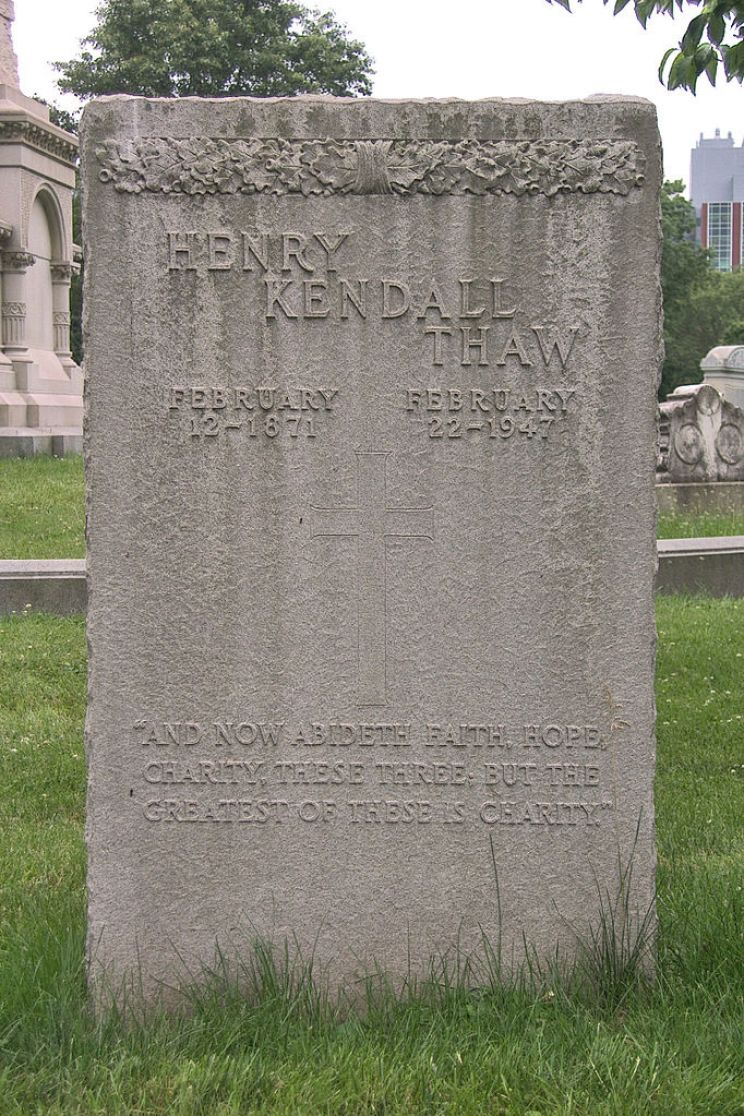 HENRY
KENDALL
THAW
FEBRUARY FEBRUARY
12-1871 22-1947
"AND NOW ABIDETH FAITH, HOPE,
CHARITY, THESE THREE; BUT THE
GREATEST OF THESE IS CHARITY."